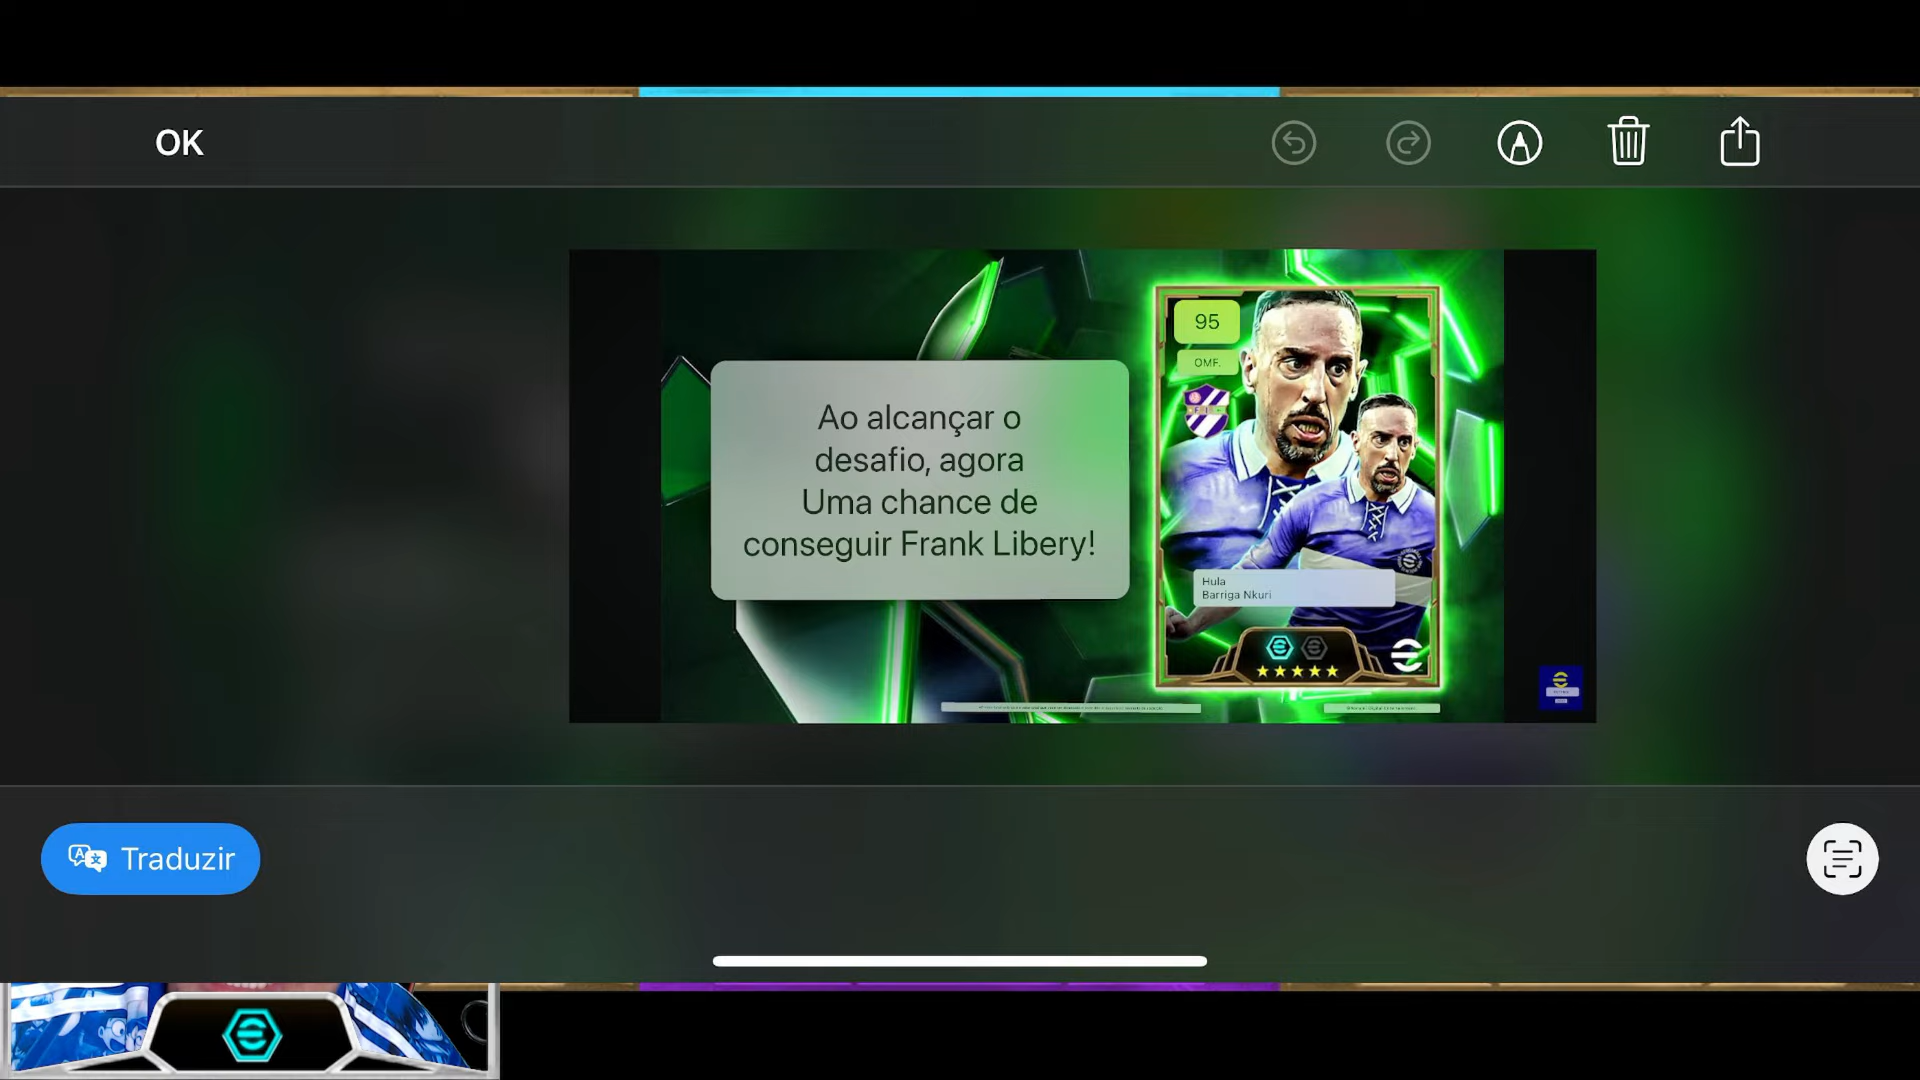 OK
95
OMF.
Ao alcançar o
desafio, agora
Uma chance de
conseguir Frank Libery!
Hula
Barriga Nkuri
Traduzir